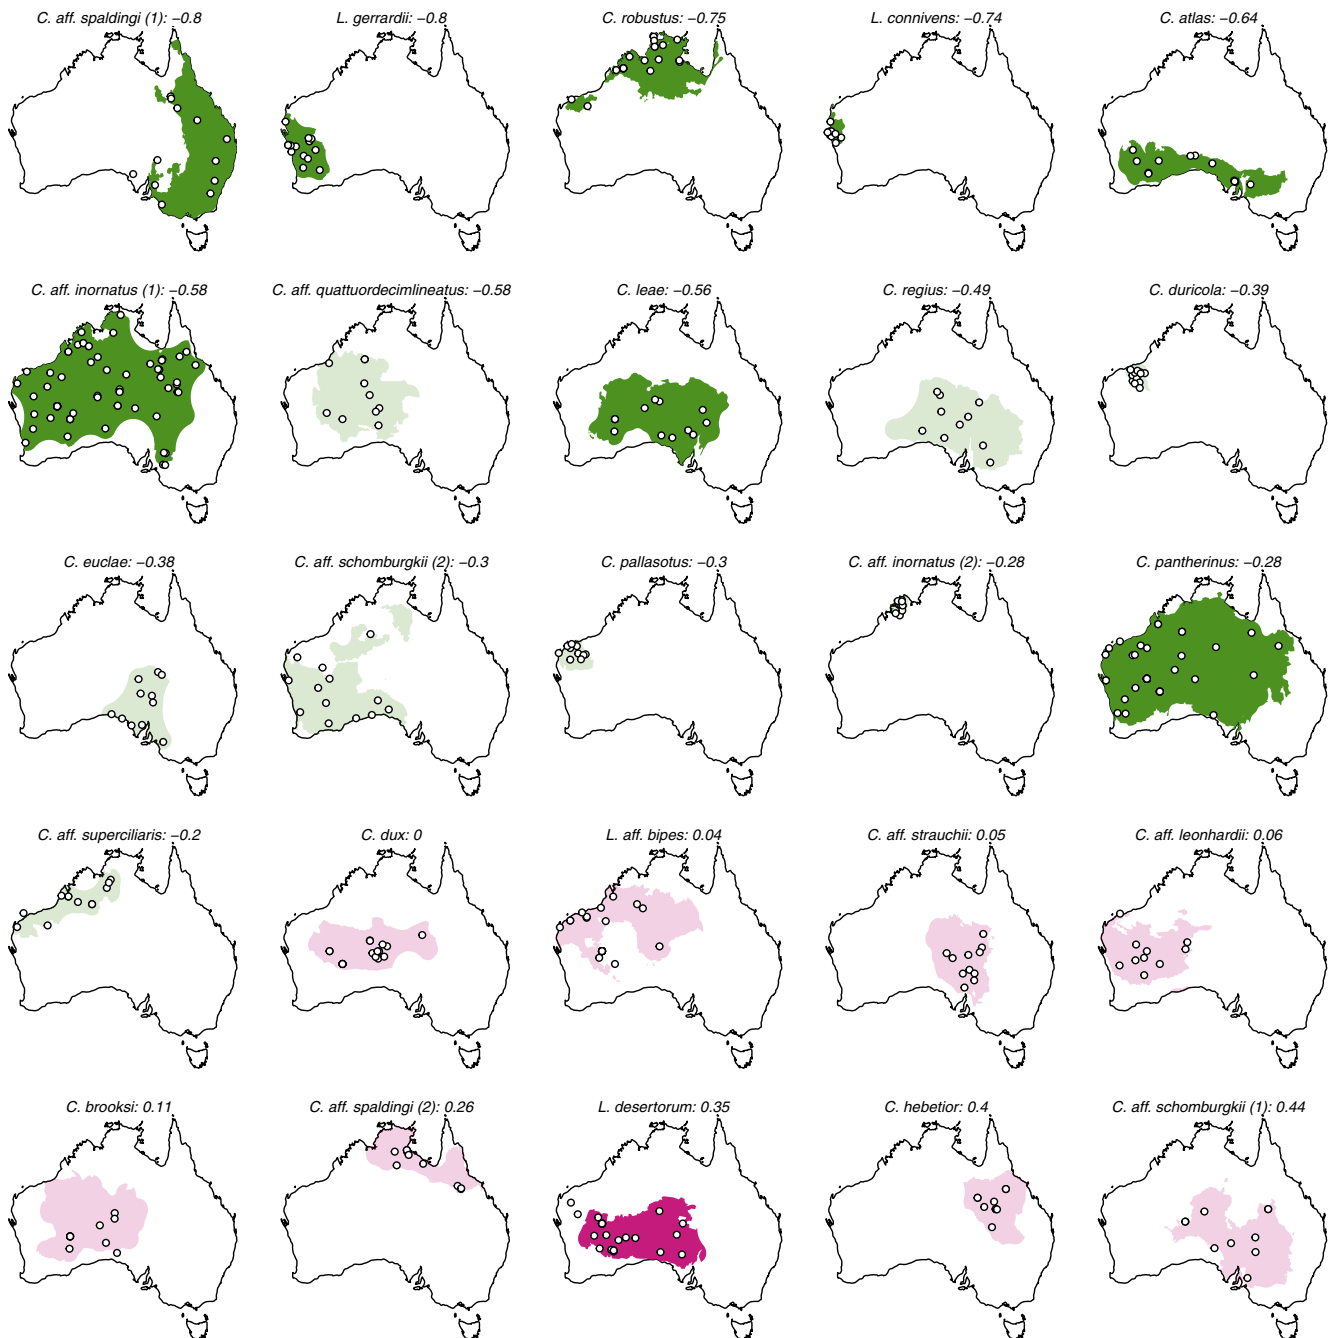 C. aff. spaldingi (1): −0.8
L. gerrardii: −0.8
C. robustus: −0.75
L. connivens: −0.74
C. atlas: −0.64
C. aff. inornatus (1): −0.58
C. aff. quattuordecimlineatus: −0.58
C. leae: −0.56
C. regius: −0.49
C. duricola: −0.39
C. euclae: −0.38
C. aff. schomburgkii (2): −0.3
C. pallasotus: −0.3
C. aff. inornatus (2): −0.28
C. pantherinus: −0.28
C. aff. superciliaris: −0.2
C. dux: 0
L. aff. bipes: 0.04
C. aff. strauchii: 0.05
C. aff. leonhardii: 0.06
C. brooksi: 0.11
C. aff. spaldingi (2): 0.26
L. desertorum: 0.35
C. hebetior: 0.4
C. aff. schomburgkii (1): 0.44